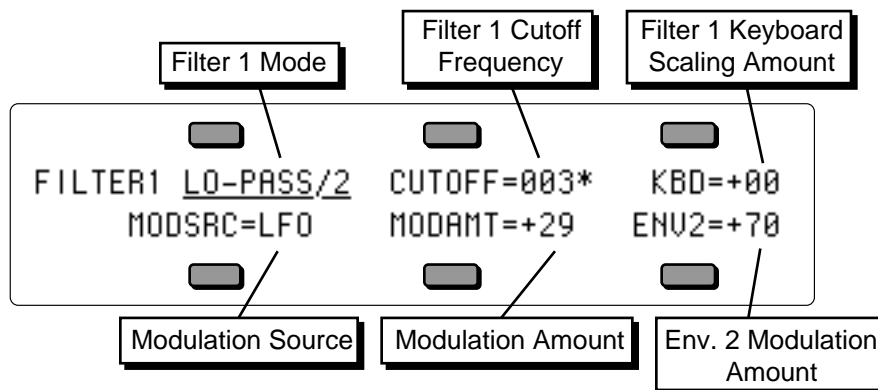 Filter 1 Mode
Filter 1 Cutoff
Frequency
Filter 1 Keyboard
Scaling Amount
FILTER1 LO-PASS/2 CUTOFF=003* KBD=+00
MODSRC=LFO MODAMT=+29 ENV2=+70
Modulation Source
Modulation Amount
Env. 2 Modulation
Amount